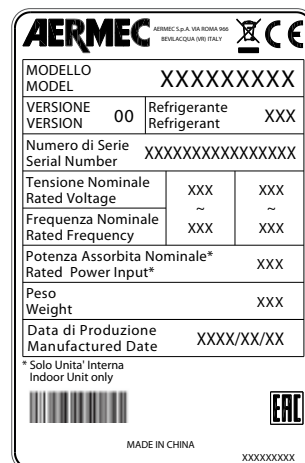 AERMEC
AERMEC S.p.A. VIA ROMA 966
BEVILACQUA (VR) ITALY
CE
MODELLO
MODEL
XXXXXXXXX
VERSIONE
VERSION
00
Refrigerante
Refrigerant
XXX
Numero di Serie
Serial Number
XXXXXXXXXXXXXXXX
Tensione Nominale
Rated Voltage
XXX
XXX
~
~
Frequenza Nominale
Rated Frequency
XXX
XXX
Potenza Assorbita Nominale*
Rated Power Input*
XXX
Peso
Weight
XXX
Data di Produzione
Manufactured Date
XXXX/XX/XX
* Solo Unita' Interna
Indoor Unit only
EAC
MADE IN CHINA
XXXXXXXXX